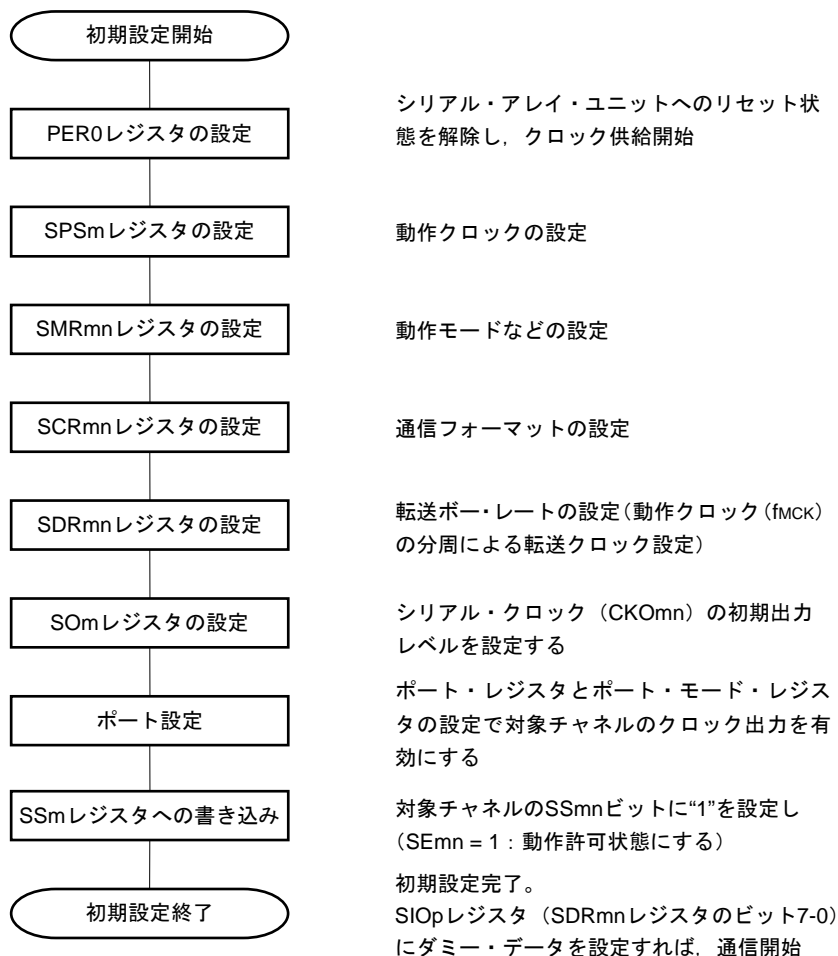 初期設定開始
PER0レジスタの設定
シリアル・アレイ・ユニットへのリセット状
態を解除し，クロック供給開始
SPSmレジスタの設定
動作クロックの設定
SMRmnレジスタの設定
動作モードなどの設定
SCRmnレジスタの設定
通信フォーマットの設定
SDRmnレジスタの設定
転送ボー・レートの設定（動作クロック（fMCK）
の分周による転送クロック設定）
SOmレジスタの設定
シリアル・クロック（CKOmn）の初期出力
レベルを設定する
ポート設定
ポート・レジスタとポート・モード・レジス
タの設定で対象チャネルのクロック出力を有
効にする
SSmレジスタへの書き込み
対象チャネルのSSmnビットに“1”を設定し
（SEmn = 1：動作許可状態にする）
初期設定終了
初期設定完了。
SIOpレジスタ（SDRmnレジスタのビット7-0）
にダミー・データを設定すれば，通信開始